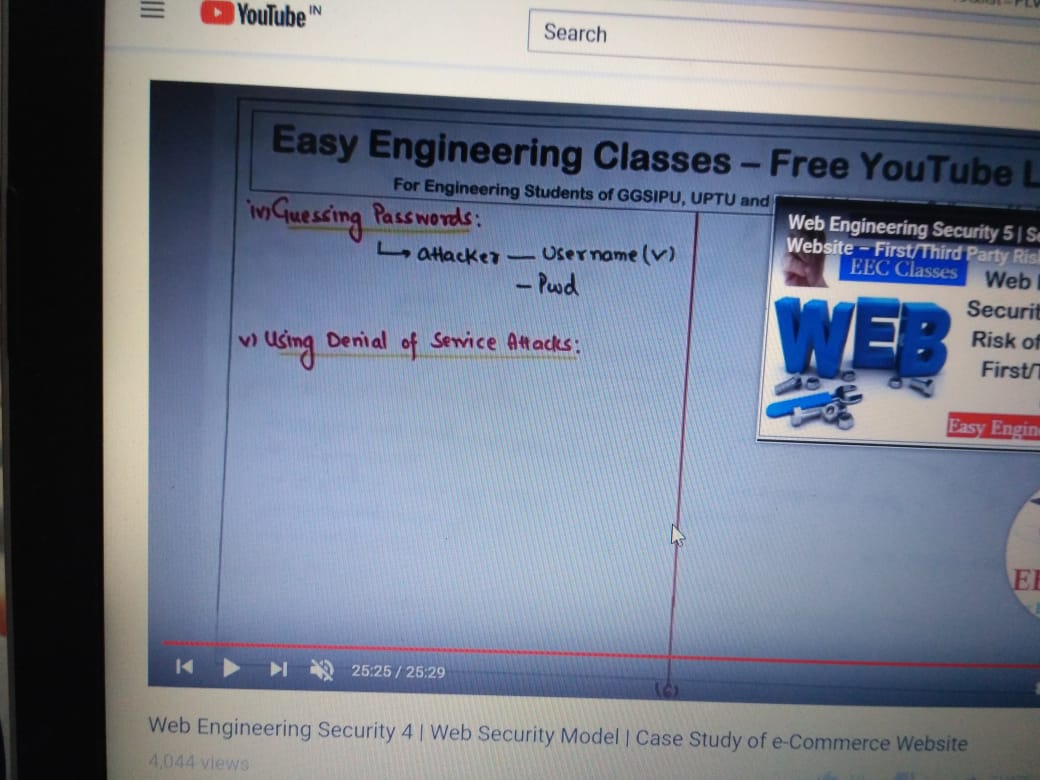 YouTube IN
Search
Easy Engineering Classes – Free YouTube L
For Engineering Students of GGSIPU, UPTU and
iv) Guessing Passwords:
↳ attacker — Username (v)
— Pwd
v) Using Denial of Service Attacks:
Web Engineering Security 5 | S
Website – First/Third Party Ris
EEC Classes
Web
Securit
Risk of
First/
WEB
Easy Engin
25:25 / 25:29
(6)
Web Engineering Security 4 | Web Security Model | Case Study of e-Commerce Website
4,044 views